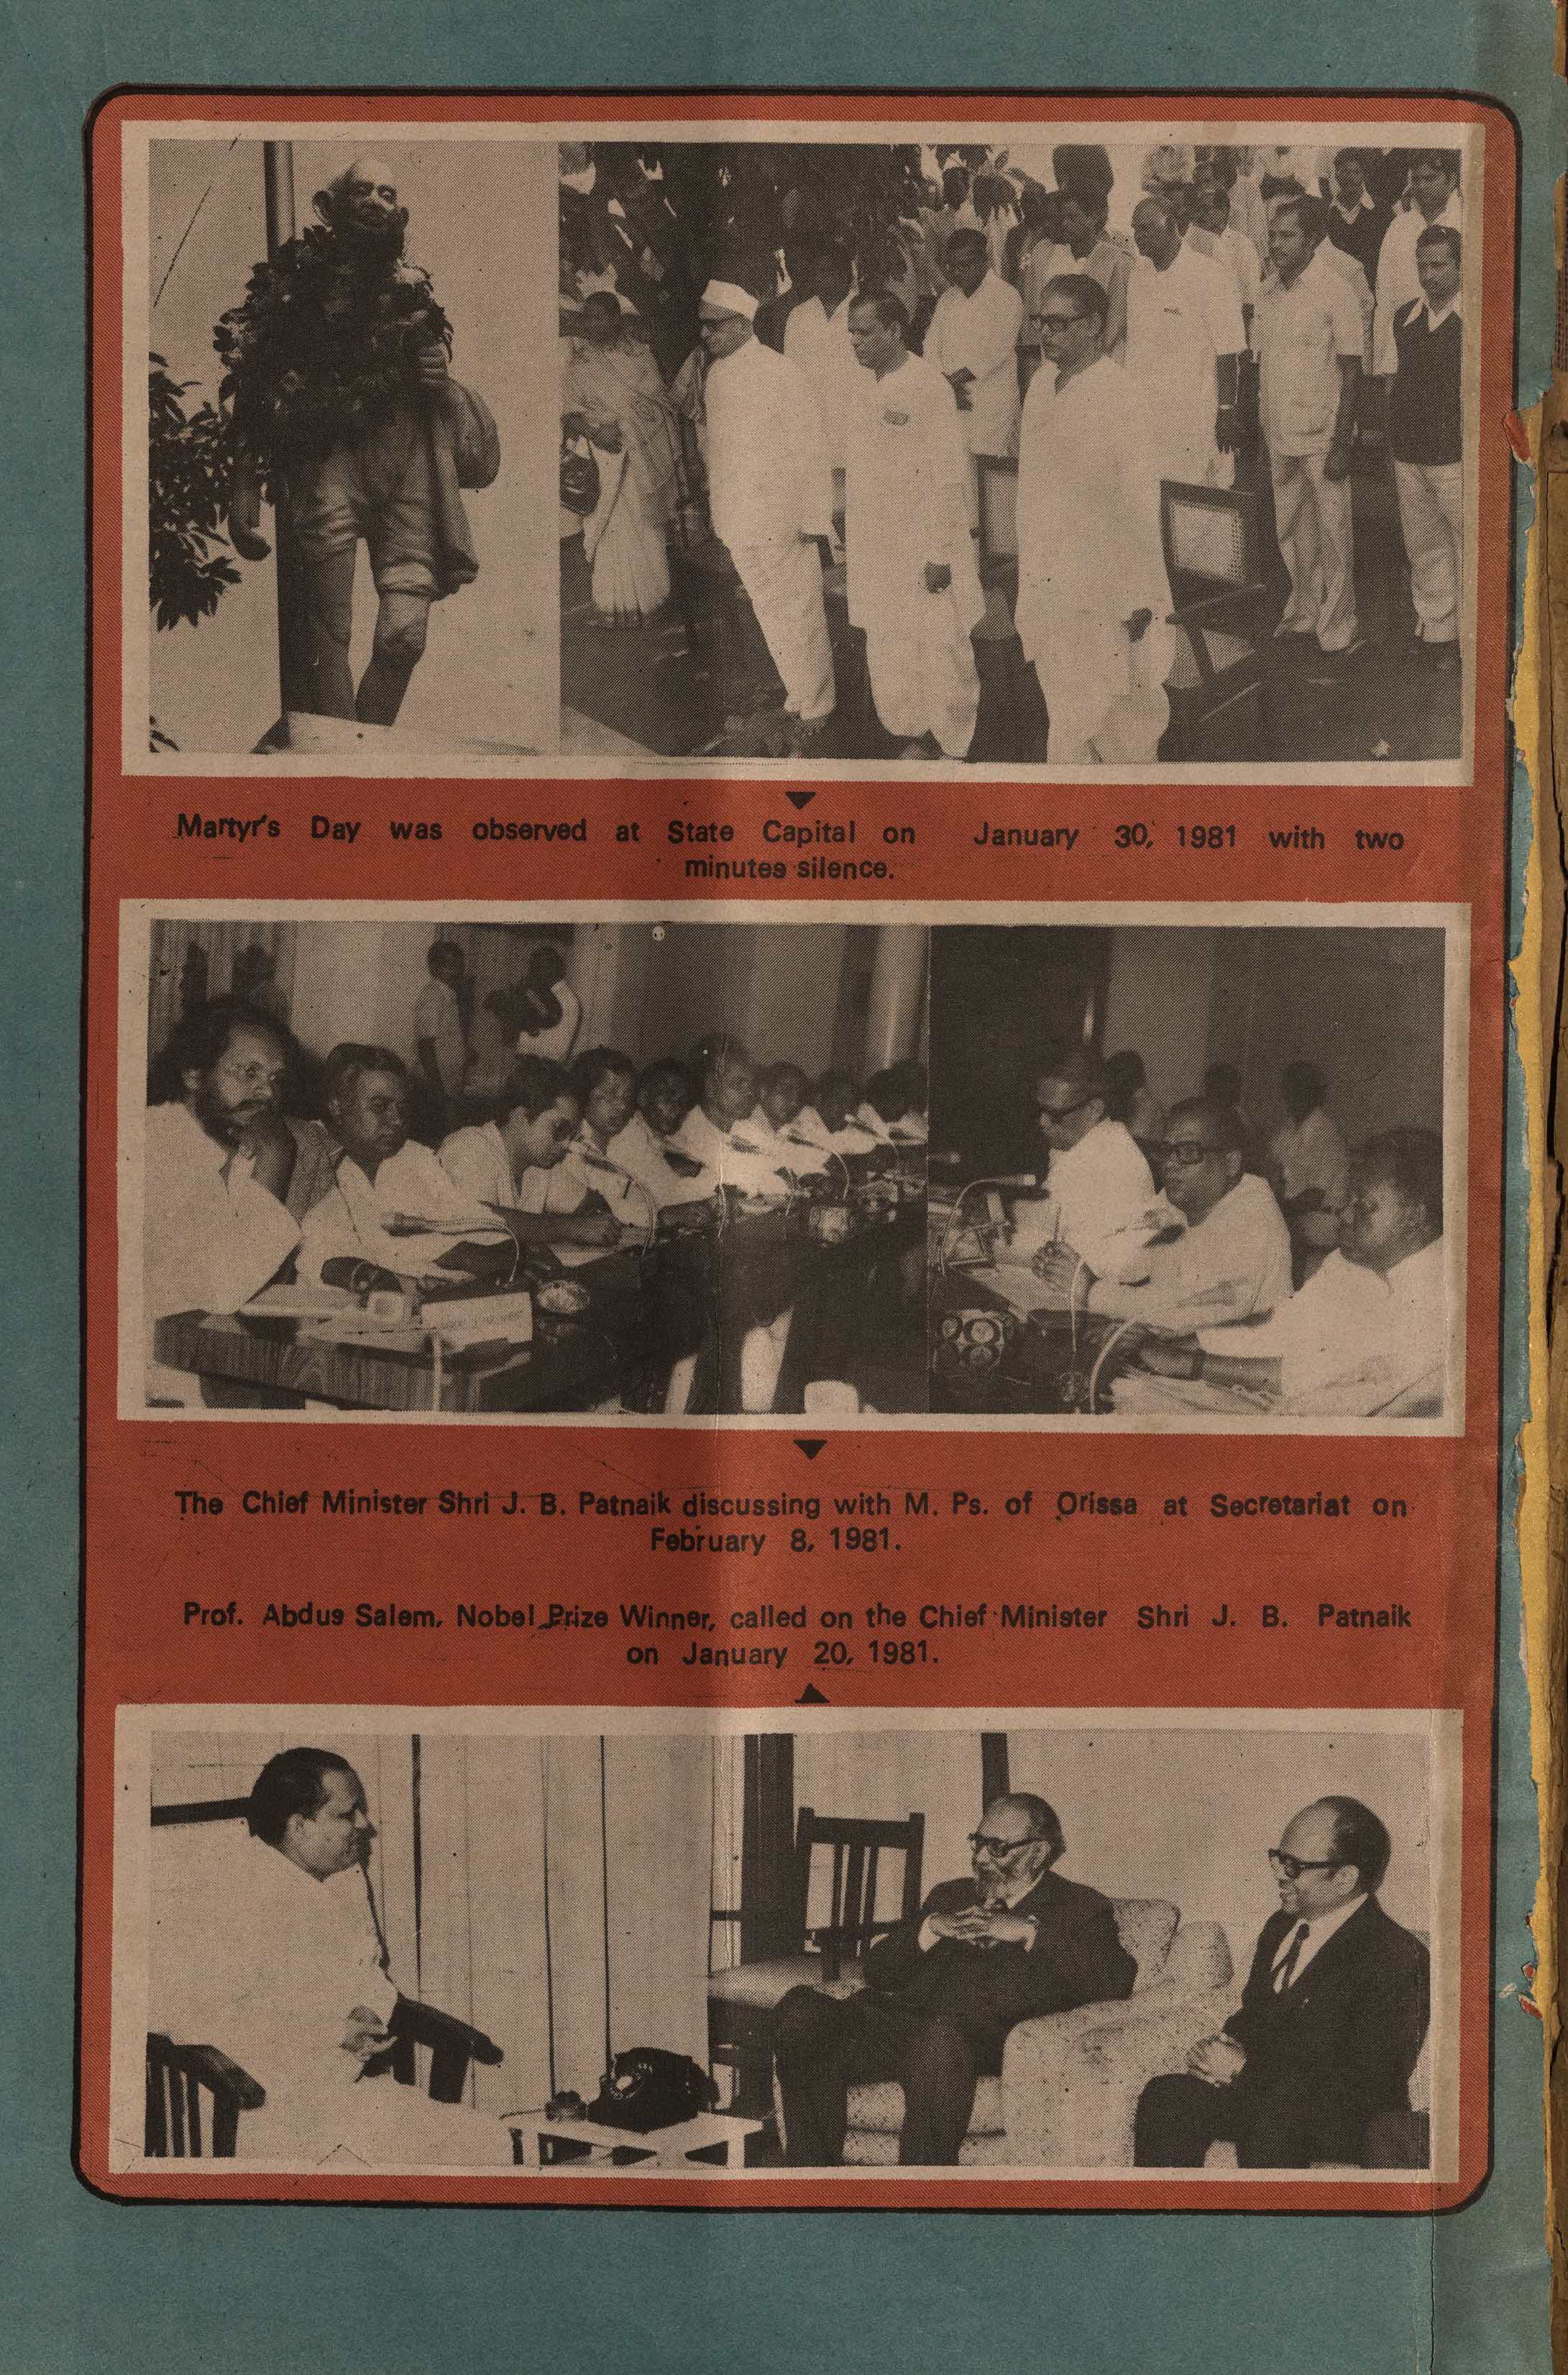 Martyr's Day was observed at State Capital on January 30, 1981 with two
minutes silence.
The Chief Minister Shri J. B. Patnaik discussing with M. Ps. of Orissa at Secretariat on
February 8, 1981.
Prof. Abdus Salem, Nobel Prize Winner, called on the Chief Minister Shri J. B. Patnaik
on January 20, 1981.